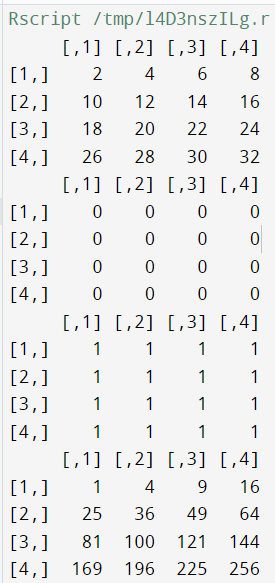 Rscript /tmp/l4D3nszILg.r
     [,1] [,2] [,3] [,4]
[1,]    2    4    6    8
[2,]   10   12   14   16
[3,]   18   20   22   24
[4,]   26   28   30   32
     [,1] [,2] [,3] [,4]
[1,]    0    0    0    0
[2,]    0    0    0    0
[3,]    0    0    0    0
[4,]    0    0    0    0
     [,1] [,2] [,3] [,4]
[1,]    1    1    1    1
[2,]    1    1    1    1
[3,]    1    1    1    1
[4,]    1    1    1    1
     [,1] [,2] [,3] [,4]
[1,]    1    4    9   16
[2,]   25   36   49   64
[3,]   81  100  121  144
[4,]  169  196  225  256